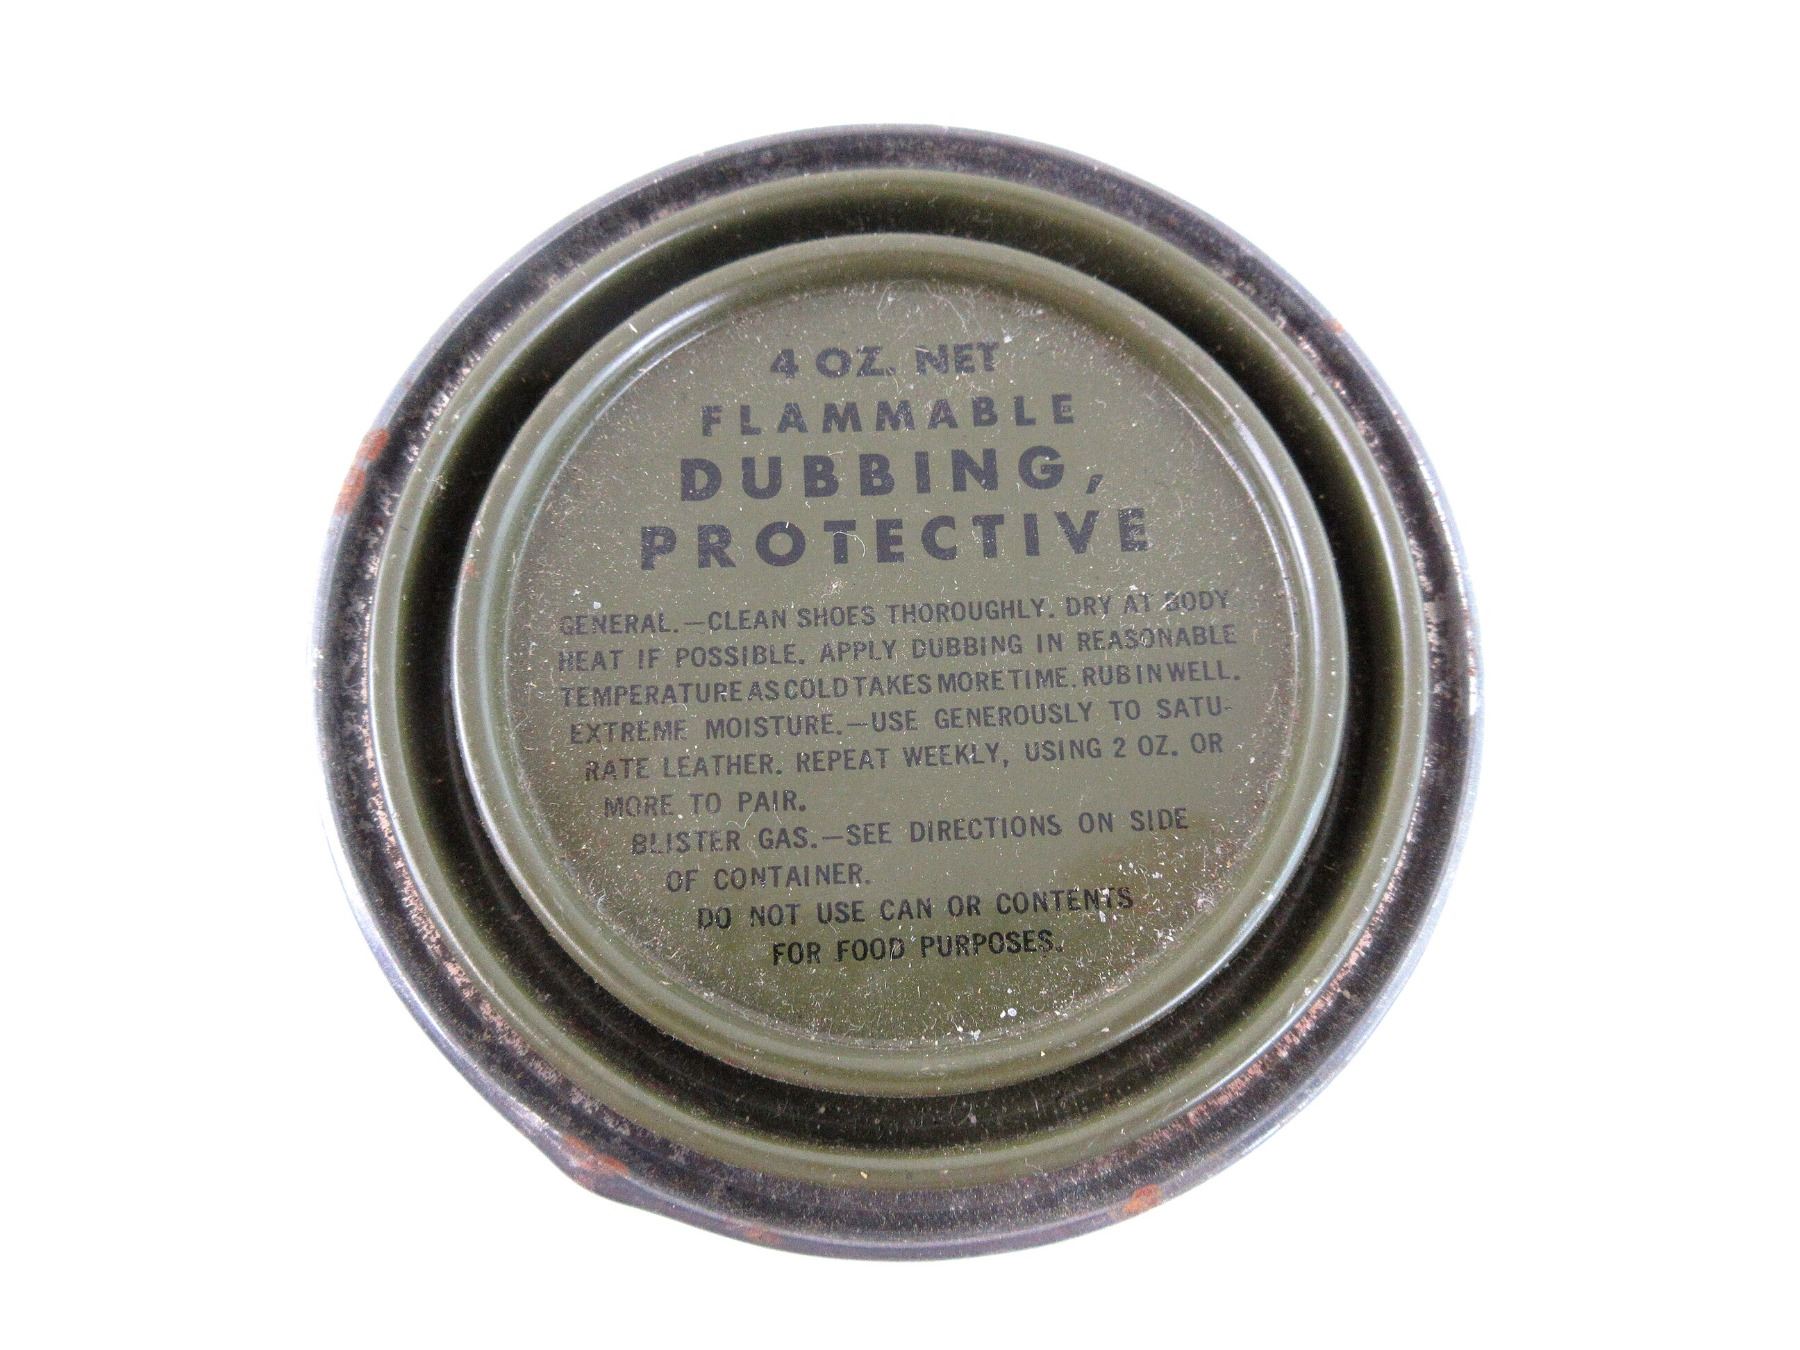 4 OZ. NET
FLAMMABLE
DUBBING,
PROTECTIVE
GENERAL.—CLEAN SHOES THOROUGHLY. DRY AT BODY
HEAT IF POSSIBLE. APPLY DUBBING IN REASONABLE
TEMPERATURE AS COLD TAKES MORE TIME. RUB IN WELL.
EXTREME MOISTURE.—USE GENEROUSLY TO SATU-
RATE LEATHER. REPEAT WEEKLY, USING 2 OZ. OR
MORE TO PAIR.
BLISTER GAS.—SEE DIRECTIONS ON SIDE
OF CONTAINER.
DO NOT USE CAN OR CONTENTS
FOR FOOD PURPOSES.